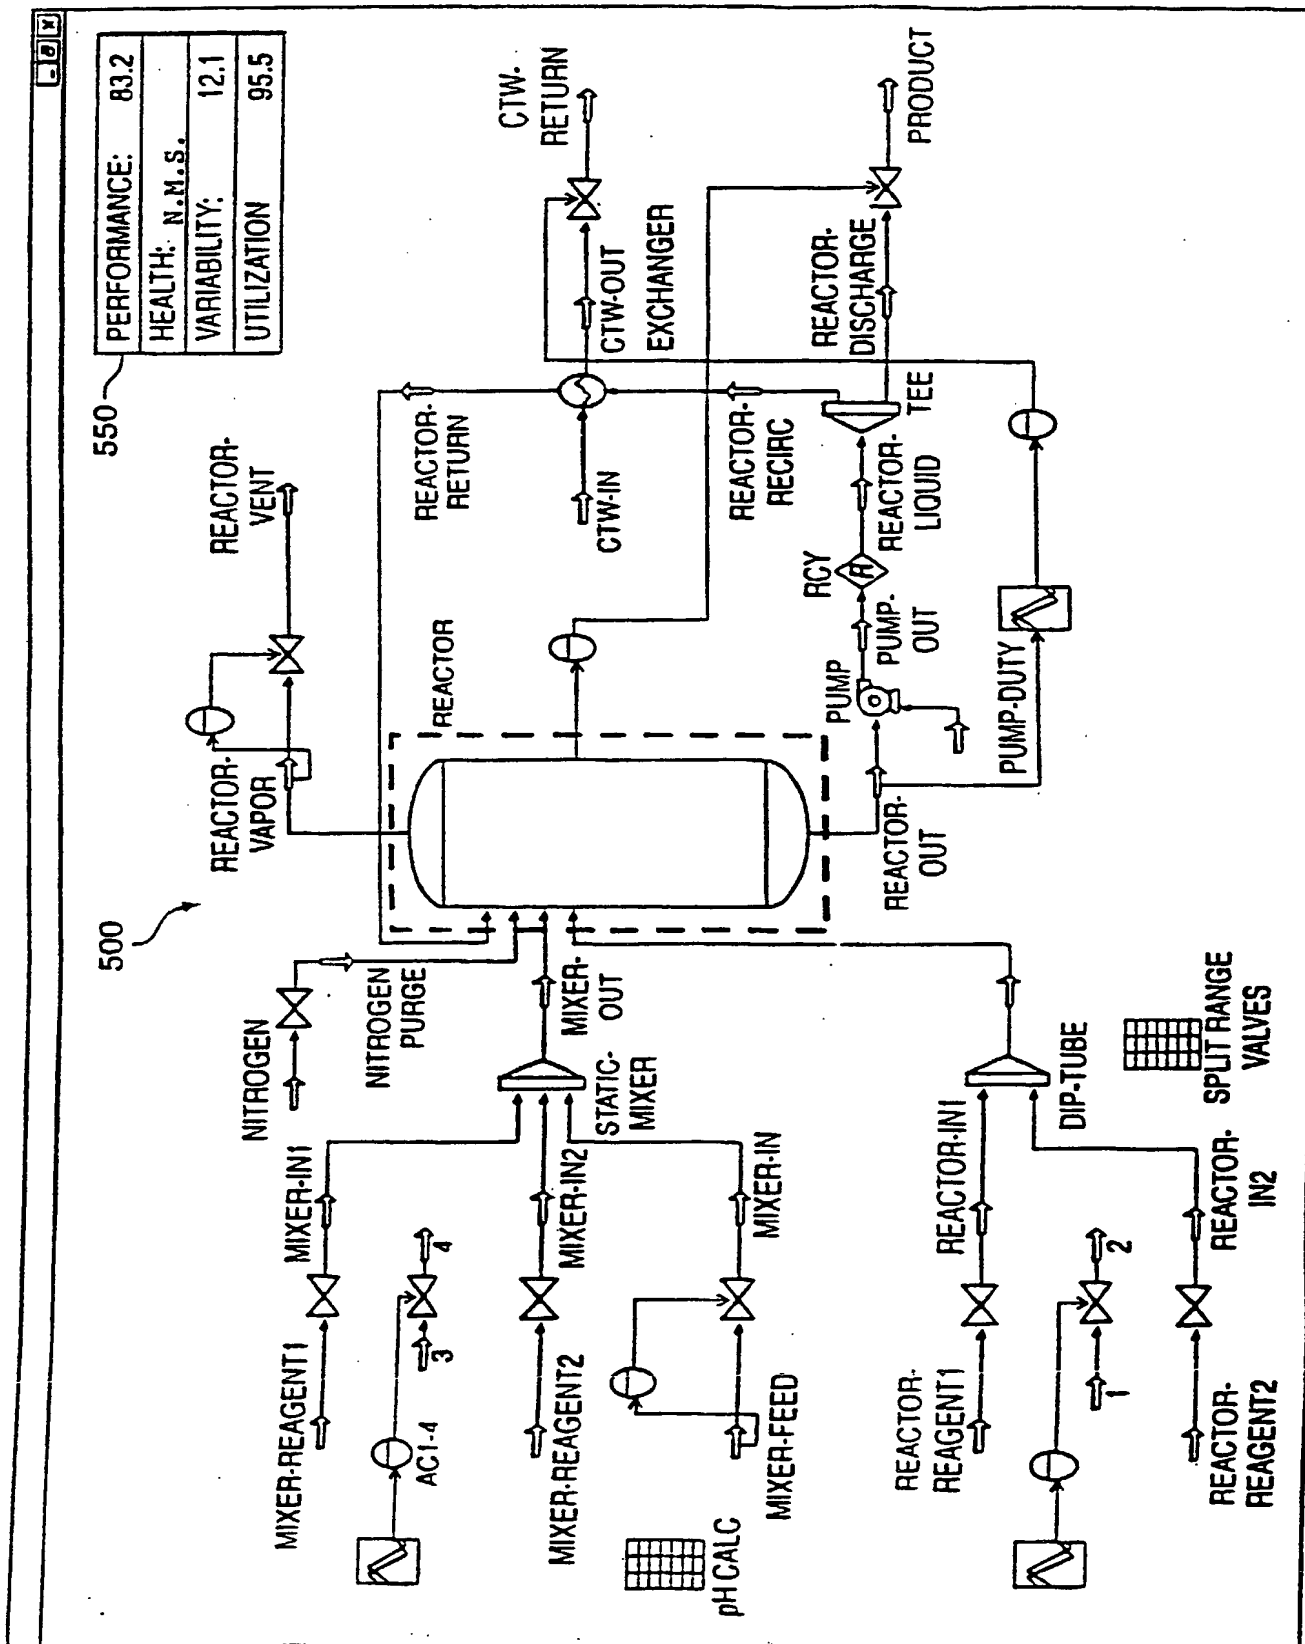 500
550
PERFORMANCE: 83.2
HEALTH: N.M.S.
VARIABILITY: 12.1
UTILIZATION 95.5
MIXER-REAGENT1
MIXER-IN1
NITROGEN
NITROGEN
PURGE
REACTOR-
VAPOR
REACTOR-
VENT
AC1-4
3
4
MIXER-REAGENT2
MIXER-IN2
STATIC-
MIXER
MIXER-
OUT
REACTOR
REACTOR-
RETURN
CTW-IN
CTW-OUT
EXCHANGER
CTW-
RETURN
pH CALC
MIXER-FEED
MIXER-IN
REACTOR-
RECIRC
REACTOR-
REAGENT1
REACTOR-IN1
DIP-TUBE
REACTOR-
OUT
PUMP
PUMP-
OUT
RCY
R
REACTOR-
LIQUID
TEE
REACTOR-
DISCHARGE
PRODUCT
PUMP-DUTY
1
2
REACTOR-
REAGENT2
REACTOR-
IN2
SPLIT RANGE
VALVES